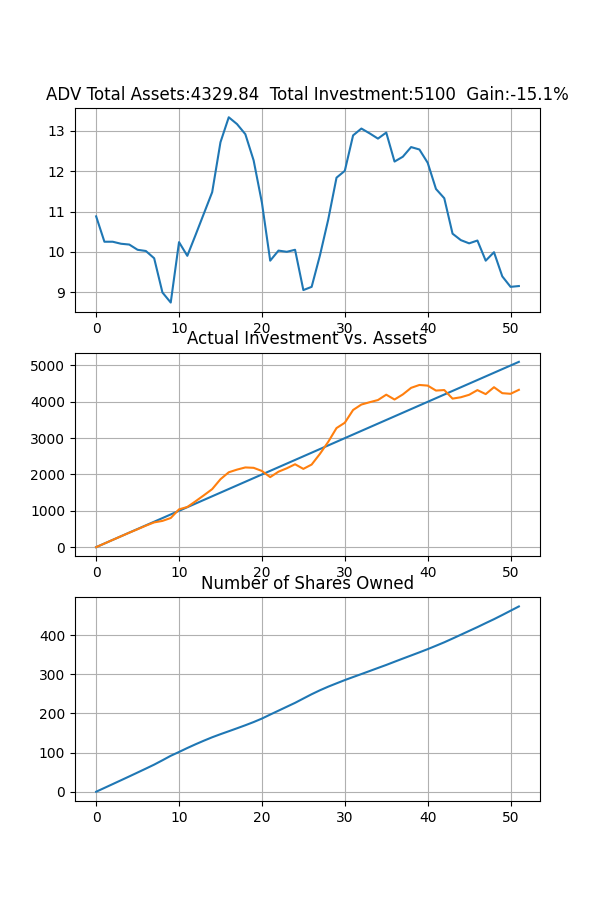 ADV Total Assets:4329.84  Total Investment:5100  Gain:-15.1%
13
12
11
10
9
0 10 20 30 40 50
Actual Investment vs. Assets
5000
4000
3000
2000
1000
0
0 10 20 30 40 50
Number of Shares Owned
400
300
200
100
0
0 10 20 30 40 50